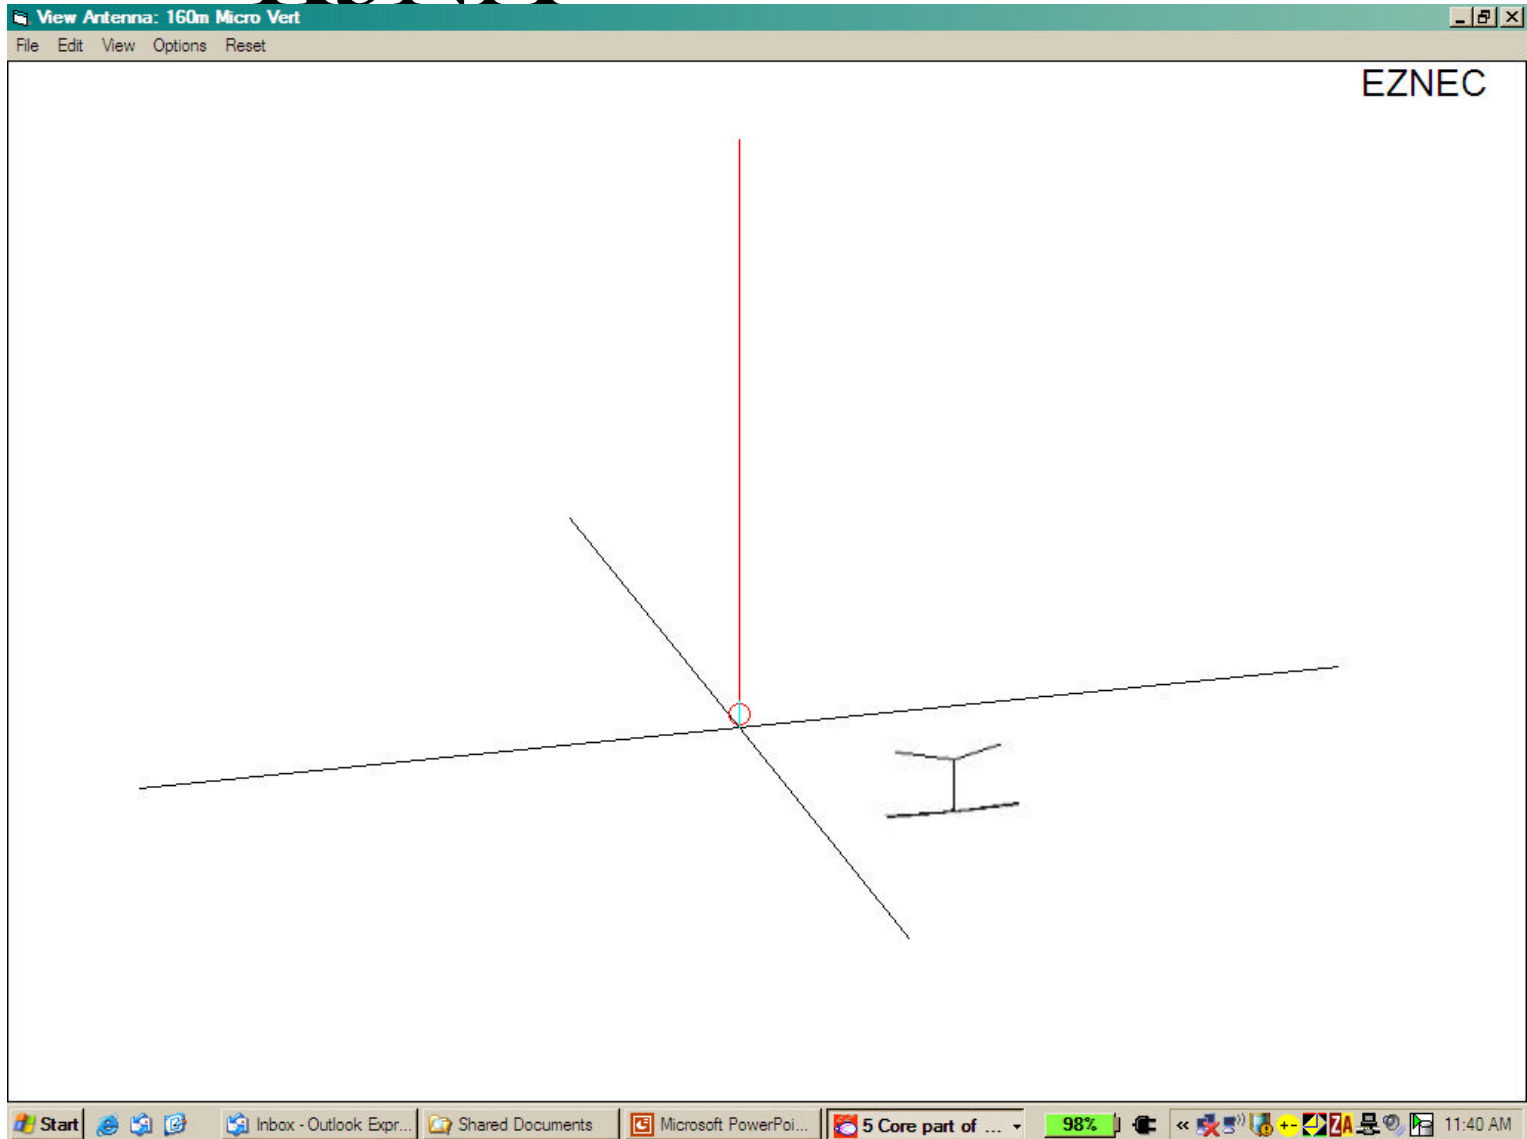 View Antenna: 160m Micro Vert
File Edit View Options Reset
EZNEC
Start Inbox - Outlook Expr... Shared Documents Microsoft PowerPoi... 5 Core part of ... 98% « ZA 11:40 AM